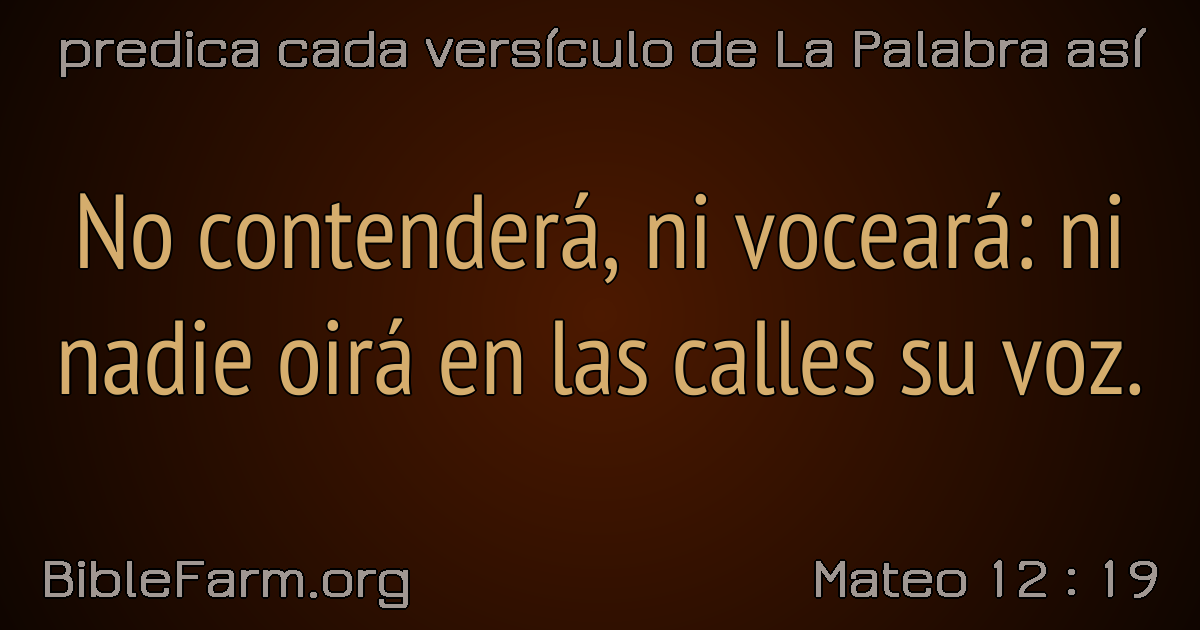 predica cada versículo de La Palabra así
No contenderá, ni voceará: ni
nadie oirá en las calles su voz.
BibleFarm.org
Mateo 12 : 19